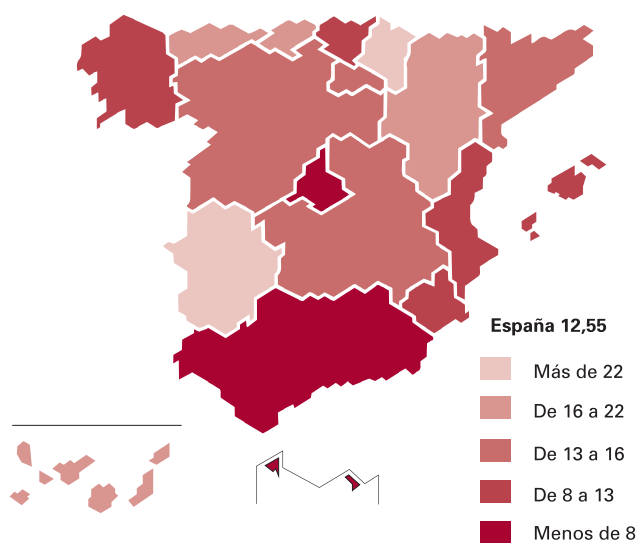 España 12,55
Más de 22
De 16 a 22
De 13 a 16
De 8 a 13
Menos de 8